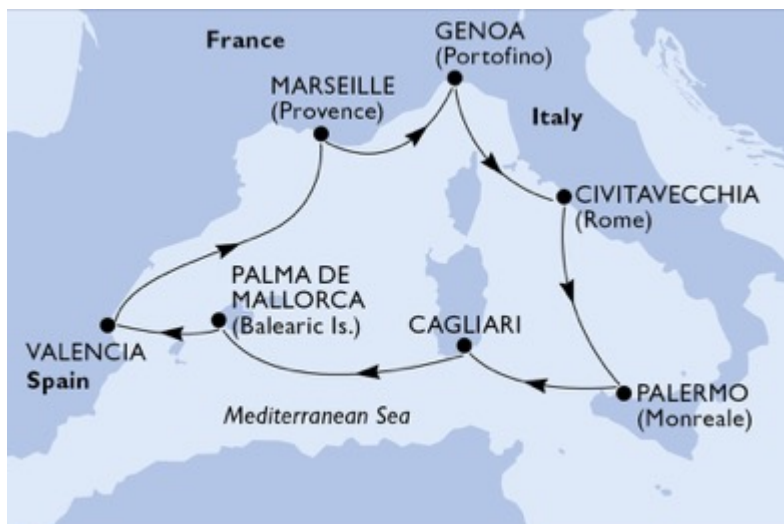 GENOA
(Portofino)
France
MARSEILLE
(Provence)
Italy
CIVITAVECCHIA
(Rome)
PALMA DE
MALLORCA
(Balearic Is.)
CAGLIARI
VALENCIA
Spain
PALERMO
(Monreale)
Mediterranean Sea